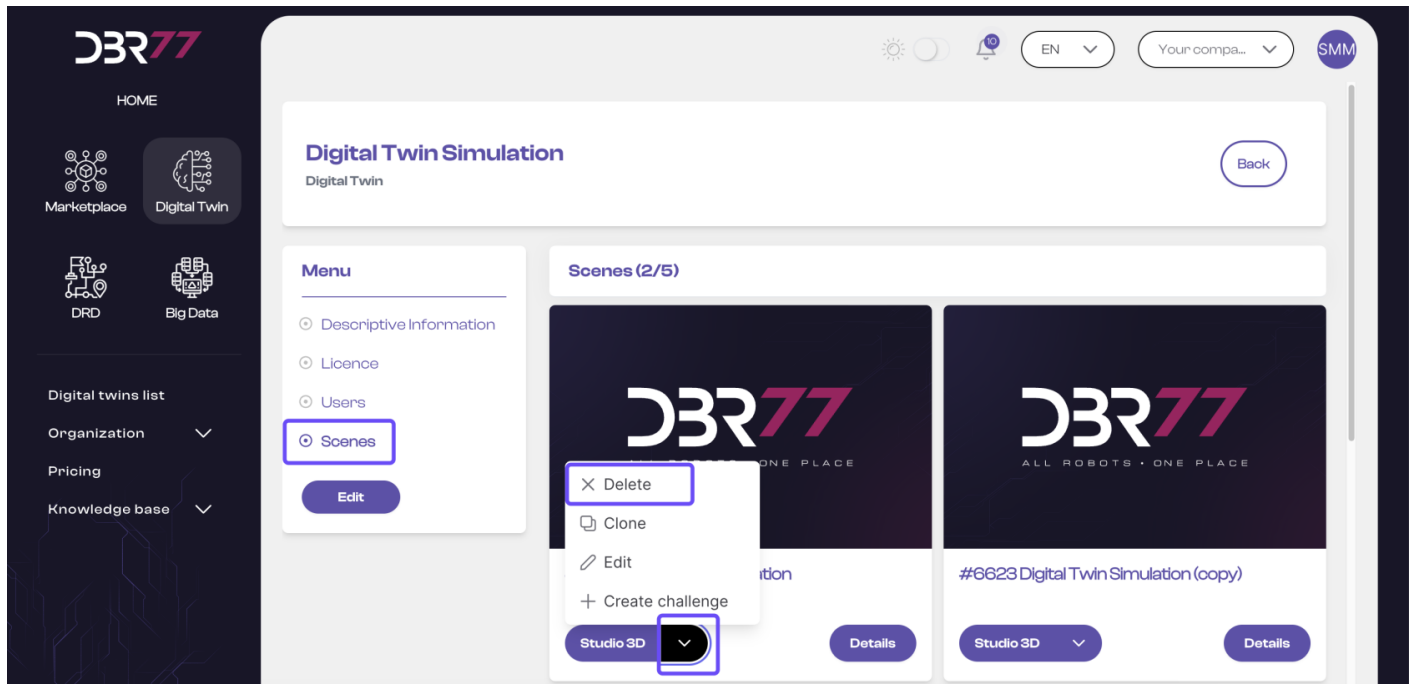 DBR77
HOME
Marketplace
Digital Twin
DRD
Big Data
Digital twins list
Organization
Pricing
Knowledge base
10
EN
Your compa...
SMM
Digital Twin Simulation
Digital Twin
Back
Menu
Descriptive Information
Licence
Users
Scenes
Edit
Scenes (2/5)
DBR77
ONE PLACE
Delete
Clone
Edit
Create challenge
Studio 3D
Details
DBR77
ALL ROBOTS • ONE PLACE
#6623 Digital Twin Simulation (copy)
Studio 3D
Details